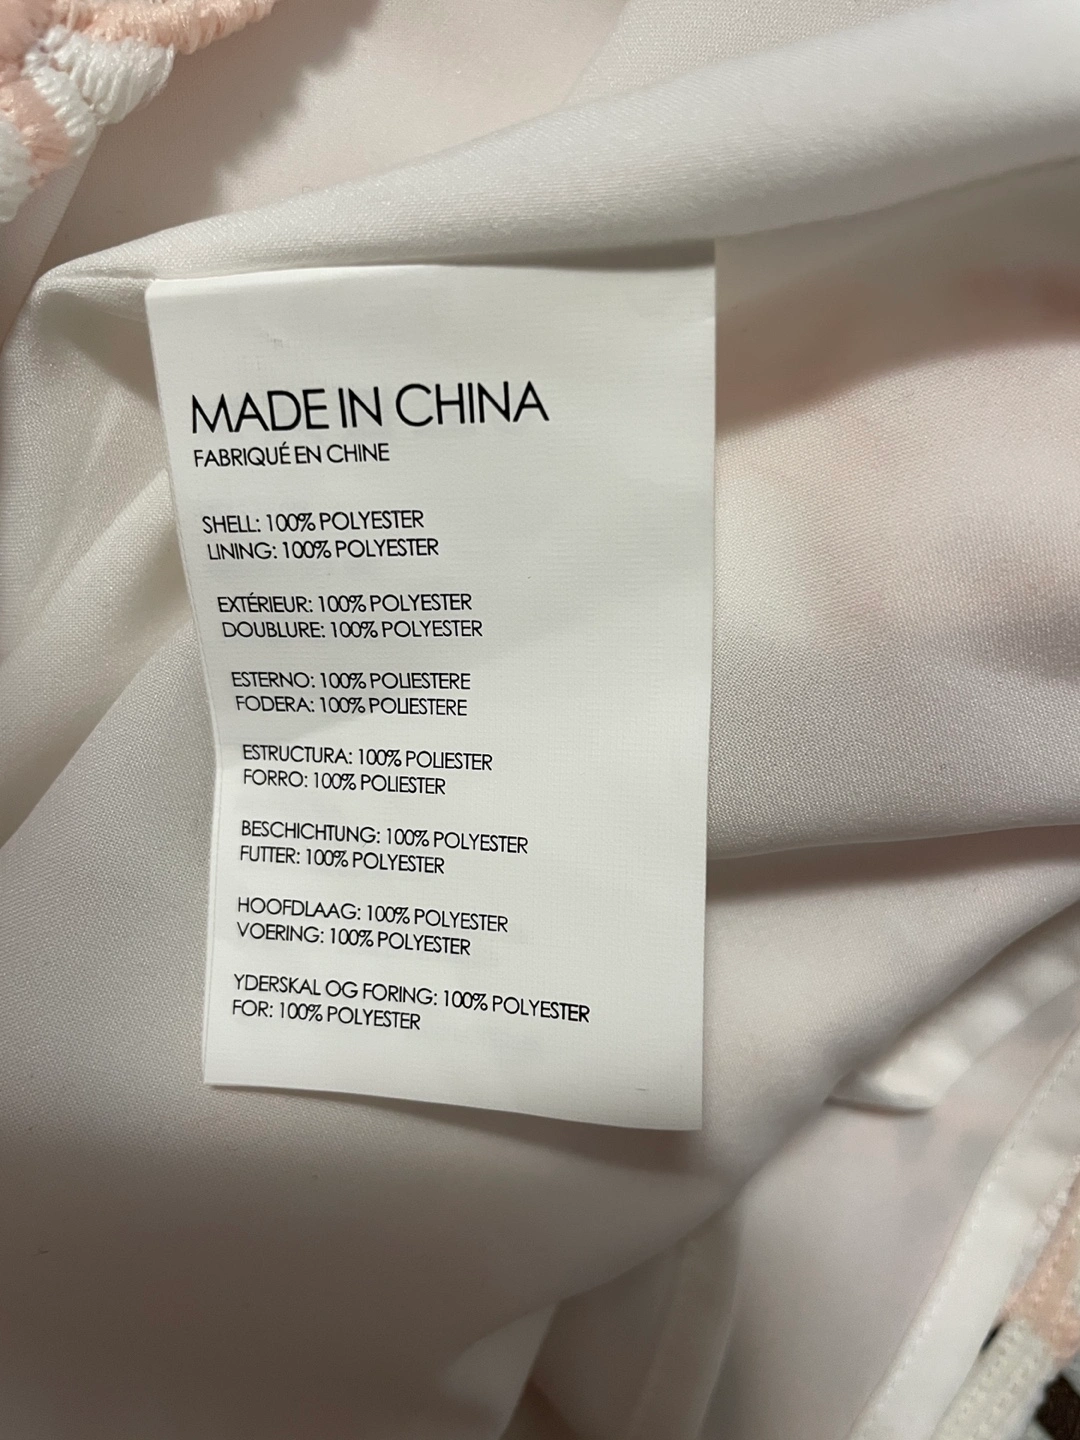 MADE IN CHINA
FABRIQUÉ EN CHINE
SHELL: 100% POLYESTER
LINING: 100% POLYESTER
EXTÉRIEUR: 100% POLYESTER
DOUBLURE: 100% POLYESTER
ESTERNO: 100% POLIESTERE
FODERA: 100% POLIESTERE
ESTRUCTURA: 100% POLIESTER
FORRO: 100% POLIESTER
BESCHICHTUNG: 100% POLYESTER
FUTTER: 100% POLYESTER
HOOFDLAAG: 100% POLYESTER
VOERING: 100% POLYESTER
YDERSKAL OG FORING: 100% POLYESTER
FOR: 100% POLYESTER